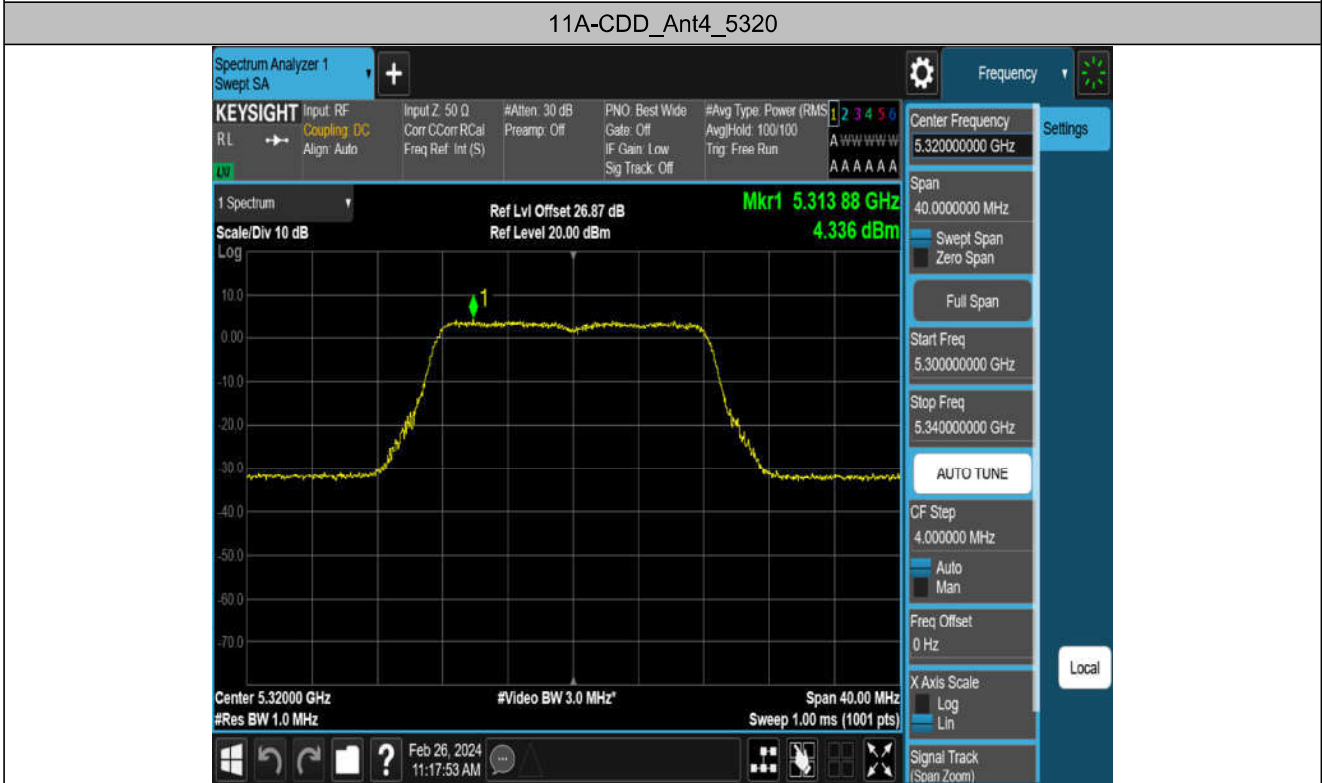 11A-CDD_Ant4_5320
Spectrum Analyzer 1
Swept SA
+
Frequency
KEYSIGHT
RL
LXI
Input: RF
Coupling: DC
Align: Auto
Input Z: 50 Ω
Corr CCorr RCal
Freq Ref: Int (S)
#Atten: 30 dB
Preamp: Off
PNO: Best Wide
Gate: Off
IF Gain: Low
Sig Track: Off
#Avg Type: Power (RMS
Avg|Hold: 100/100
Trig: Free Run
1 2 3 4 5 6
A W W W W W
A A A A A A
1 Spectrum
Scale/Div 10 dB
Log
Ref Lvl Offset 26.87 dB
Ref Level 20.00 dBm
Mkr1 5.313 88 GHz
4.336 dBm
1
10.0
0.00
-10.0
-20.0
-30.0
-40.0
-50.0
-60.0
-70.0
Center 5.32000 GHz
#Res BW 1.0 MHz
#Video BW 3.0 MHz*
Span 40.00 MHz
Sweep 1.00 ms (1001 pts)
?
Feb 26, 2024
11:17:53 AM
Center Frequency
5.320000000 GHz
Settings
Span
40.0000000 MHz
Swept Span
Zero Span
Full Span
Start Freq
5.300000000 GHz
Stop Freq
5.340000000 GHz
AUTO TUNE
CF Step
4.000000 MHz
Auto
Man
Freq Offset
0 Hz
X Axis Scale
Log
Lin
Local
Signal Track
(Span Zoom)